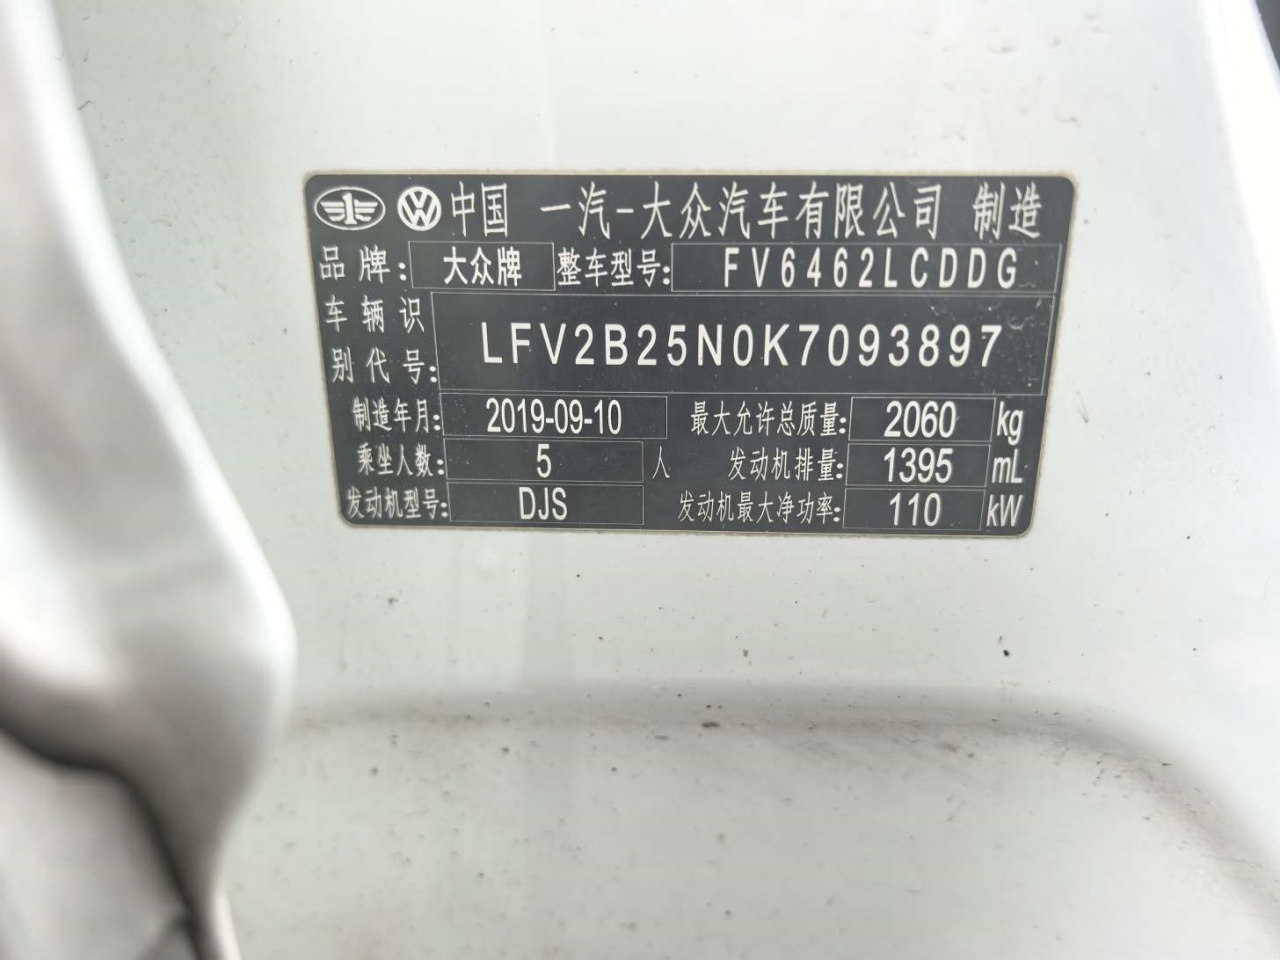 中国 一汽-大众汽车有限公司 制造
品牌: 大众牌 整车型号: FV6462LCDDG
车辆识别代号: LFV2B25N0K7093897
制造年月: 2019-09-10 最大允许总质量: 2060 kg
乘坐人数: 5 人 发动机排量: 1395 mL
发动机型号: DJS 发动机最大净功率: 110 kW